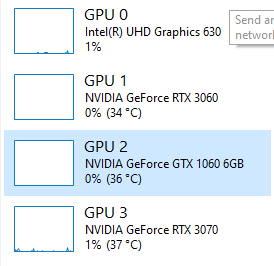 GPU 0
Intel(R) UHD Graphics 630
1%
Send an
network
GPU 1
NVIDIA GeForce RTX 3060
0% (34 °C)
GPU 2
NVIDIA GeForce GTX 1060 6GB
0% (36 °C)
GPU 3
NVIDIA GeForce RTX 3070
1% (37 °C)